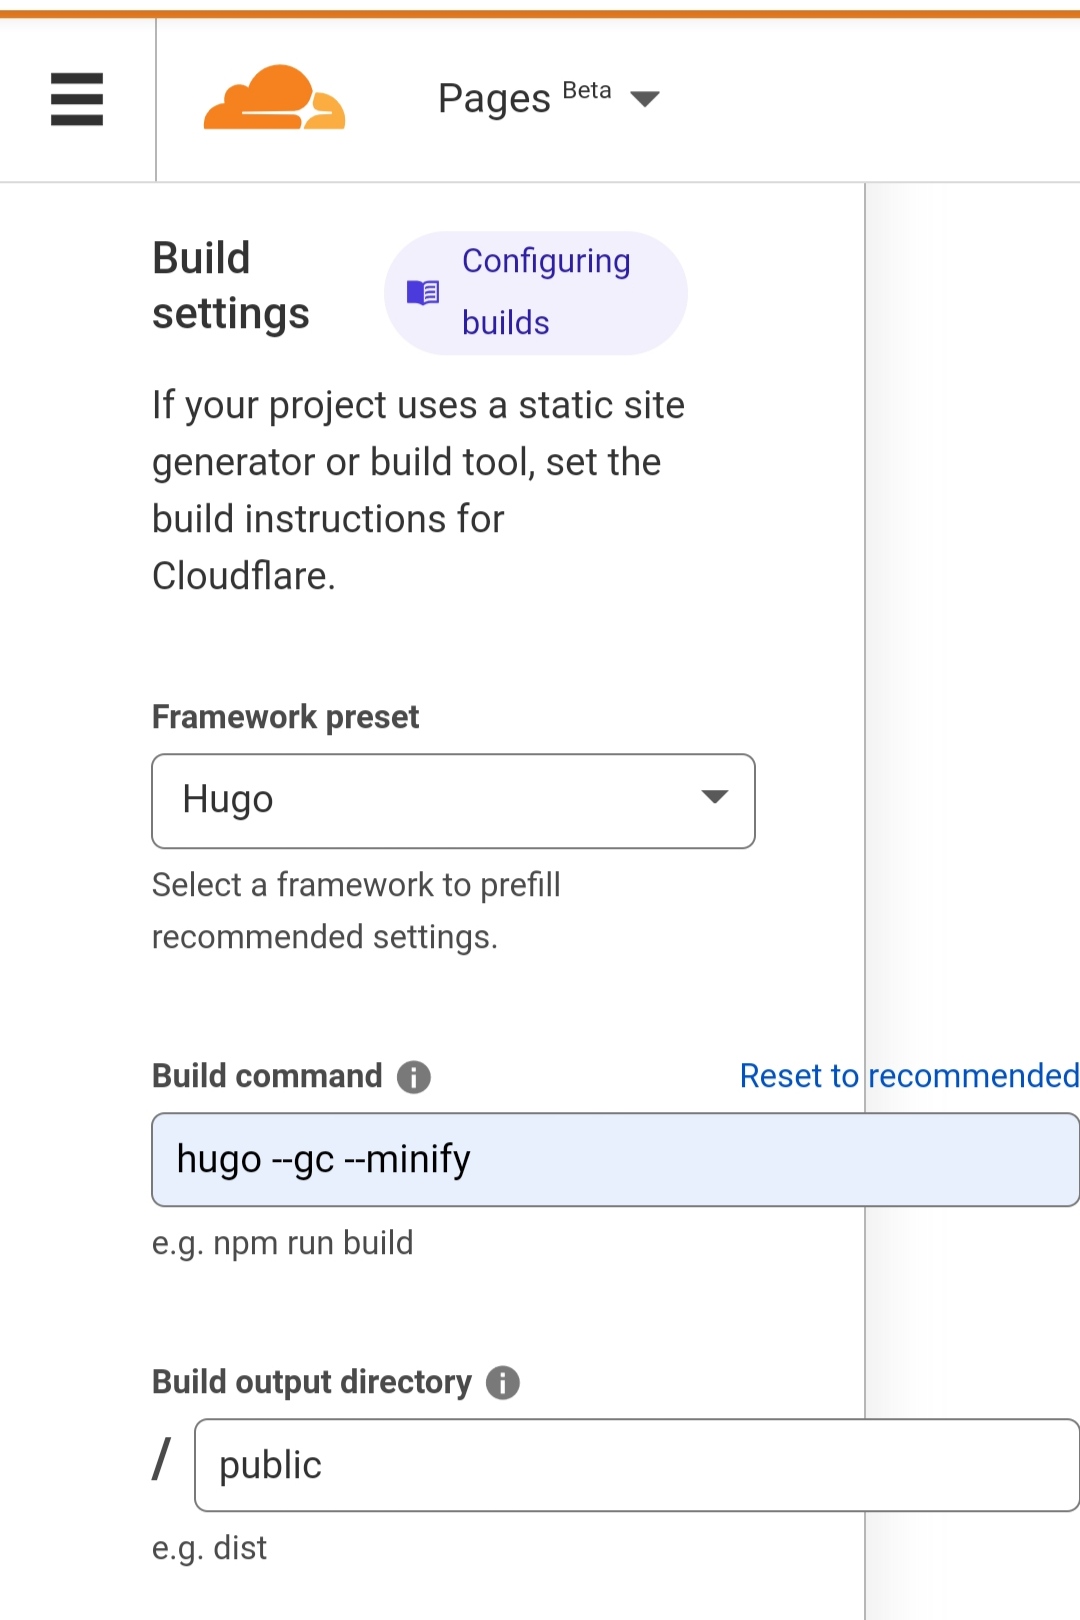 Pages Beta
Build
settings
Configuring
builds
If your project uses a static site
generator or build tool, set the
build instructions for
Cloudflare.
Framework preset
Hugo
Select a framework to prefill
recommended settings.
Build command
Reset to recommended
hugo --gc --minify
e.g. npm run build
Build output directory
/ public
e.g. dist